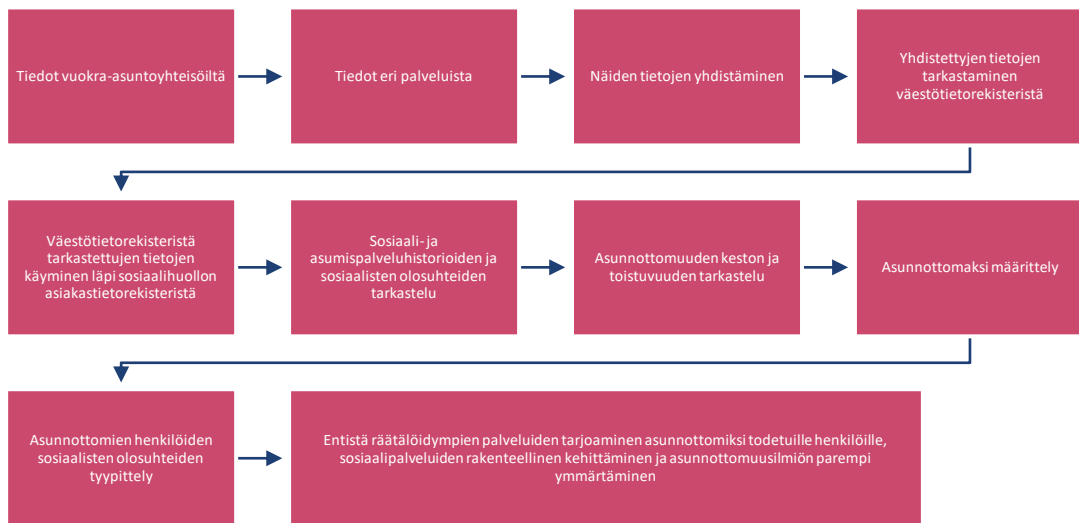 Tiedot vuokra-asuntoyhteisöiltä
Tiedot eri palveluista
Näiden tietojen yhdistäminen
Yhdistettyjen tietojen
tarkastaminen
väestötietorekisteristä
Väestötietorekisteristä
tarkastettujen tietojen
käyminen läpi sosiaalihuollon
asiakastietorekisteristä
Sosiaali- ja
asumispalveluhistorioiden ja
sosiaalisten olosuhteiden
tarkastelu
Asunnottomuuden keston ja
toistuvuuden tarkastelu
Asunnottomaksi määrittely
Asunnottomien henkilöiden
sosiaalisten olosuhteiden
tyypittely
Entistä räätälöidympien palveluiden tarjoaminen asunnottomiksi todetuille henkilöille,
sosiaalipalveluiden rakenteellinen kehittäminen ja asunnottomuusilmiön parempi
ymmärtäminen